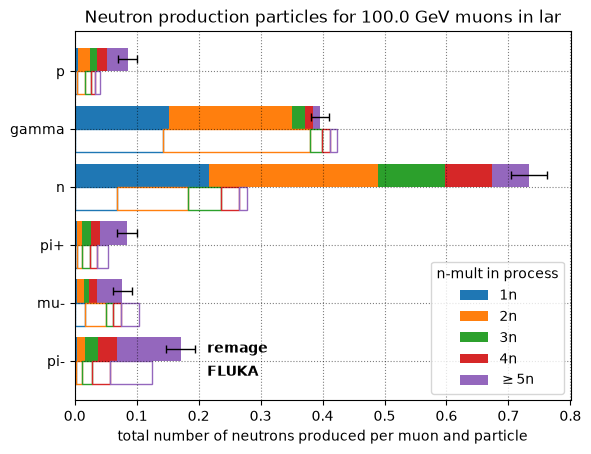 Neutron production particles for 100.0 GeV muons in lar
p
gamma
n
pi+
mu-
pi-
remage
FLUKA
n-mult in process
1n
2n
3n
4n
≥5n
0.0 0.1 0.2 0.3 0.4 0.5 0.6 0.7 0.8
total number of neutrons produced per muon and particle